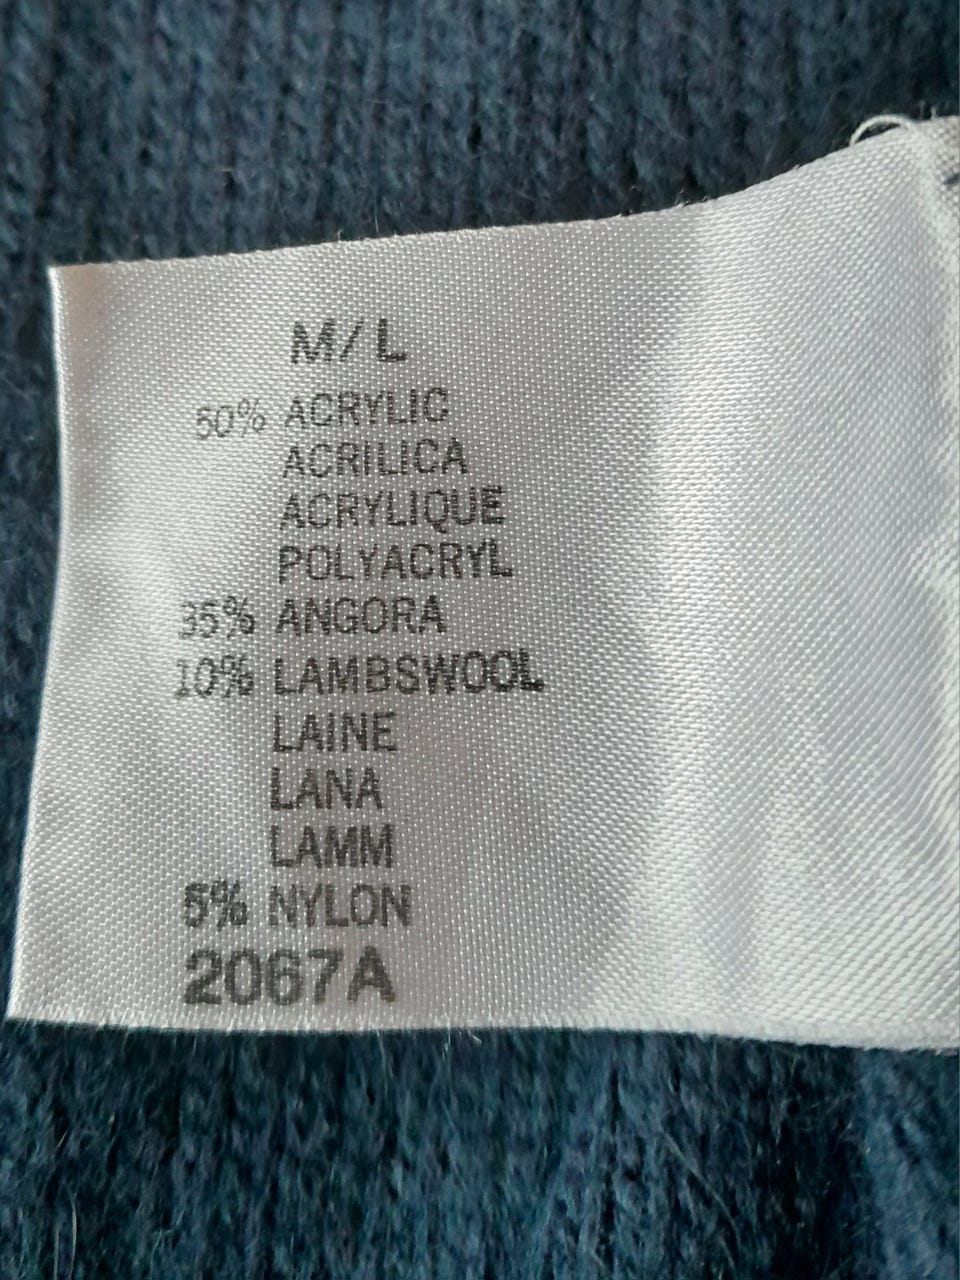 M/L
50% ACRYLIC
ACRILICA
ACRYLIQUE
POLYACRYL
35% ANGORA
10% LAMBSWOOL
LAINE
LANA
LAMM
5% NYLON
2067A